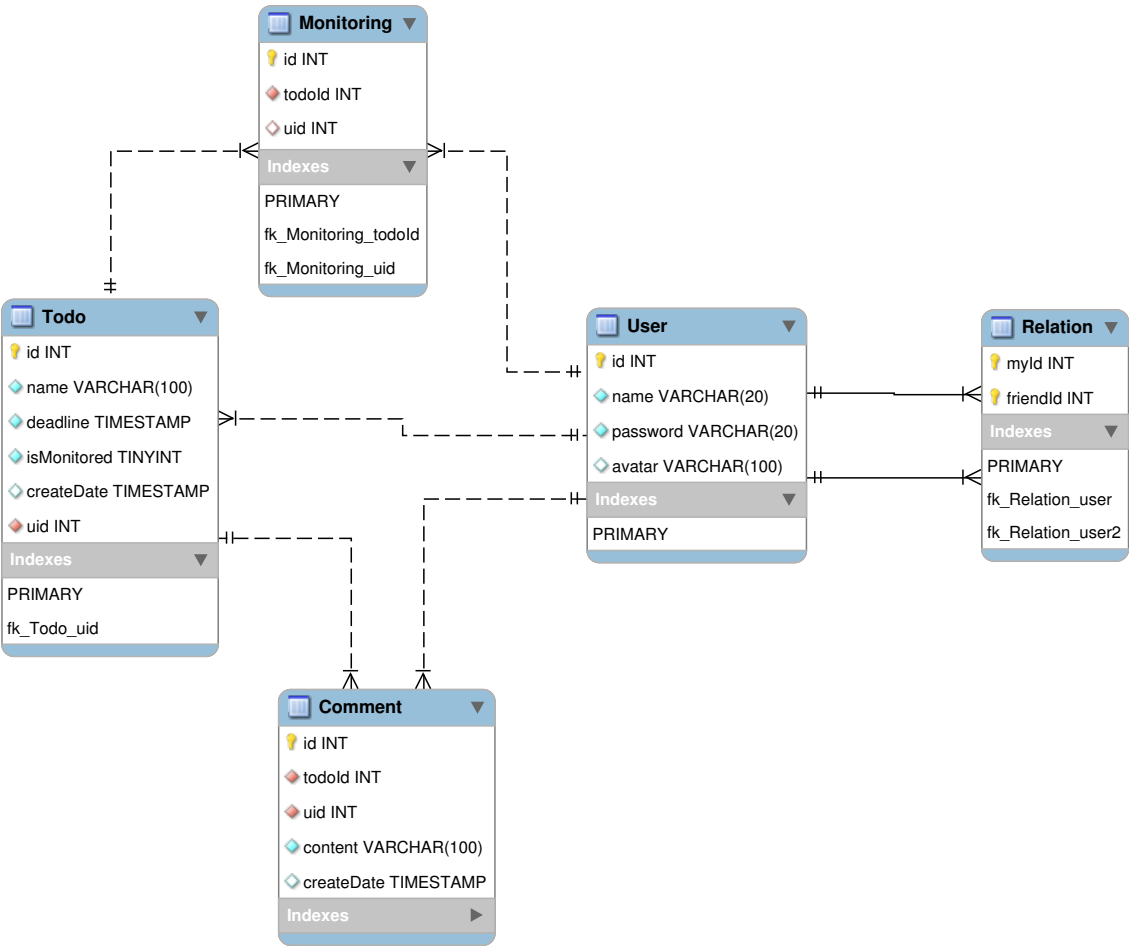 Monitoring
id INT
todoId INT
uid INT
Indexes
PRIMARY
fk_Monitoring_todoId
fk_Monitoring_uid
Todo
id INT
name VARCHAR(100)
deadline TIMESTAMP
isMonitored TINYINT
createDate TIMESTAMP
uid INT
Indexes
PRIMARY
fk_Todo_uid
User
id INT
name VARCHAR(20)
password VARCHAR(20)
avatar VARCHAR(100)
Indexes
PRIMARY
Relation
myId INT
friendId INT
Indexes
PRIMARY
fk_Relation_user
fk_Relation_user2
Comment
id INT
todoId INT
uid INT
content VARCHAR(100)
createDate TIMESTAMP
Indexes